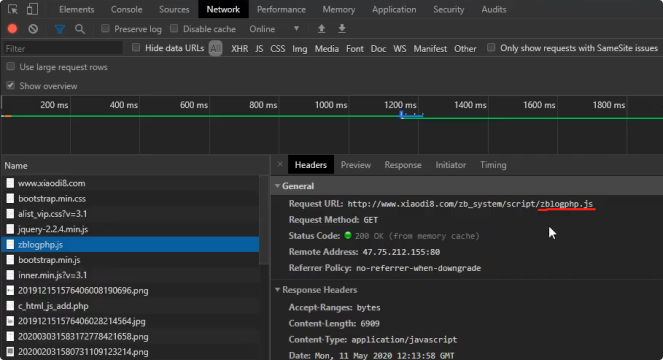 Elements Console Sources Network Performance Memory Application Security Audits
Preserve log Disable cache Online
Filter Hide data URLs All XHR JS CSS Img Media Font Doc WS Manifest Other Only show requests with SameSite issues
Use large request rows
Show overview
200 ms 400 ms 600 ms 800 ms 1000 ms 1200 ms 1400 ms 1600 ms 1800 ms
Name
www.xiaodi8.com
bootstrap.min.css
alist_vip.css?v=3.1
jquery-2.2.4.min.js
zblogphp.js
bootstrap.min.js
inner.min.js?v=3.1
201912151576406008190696.png
c_html_js_add.php
201912151576406028214564.jpg
202003031583172778421658.png
202003031580731109123214.png
× Headers Preview Response Initiator Timing
General
Request URL: http://www.xiaodi8.com/zb_system/script/zblogphp.js
Request Method: GET
Status Code: 200 OK (from memory cache)
Remote Address: 47.75.212.155:80
Referrer Policy: no-referrer-when-downgrade
Response Headers
Accept-Ranges: bytes
Content-Length: 6909
Content-Type: application/javascript
Date: Mon, 11 May 2020 12:13:58 GMT